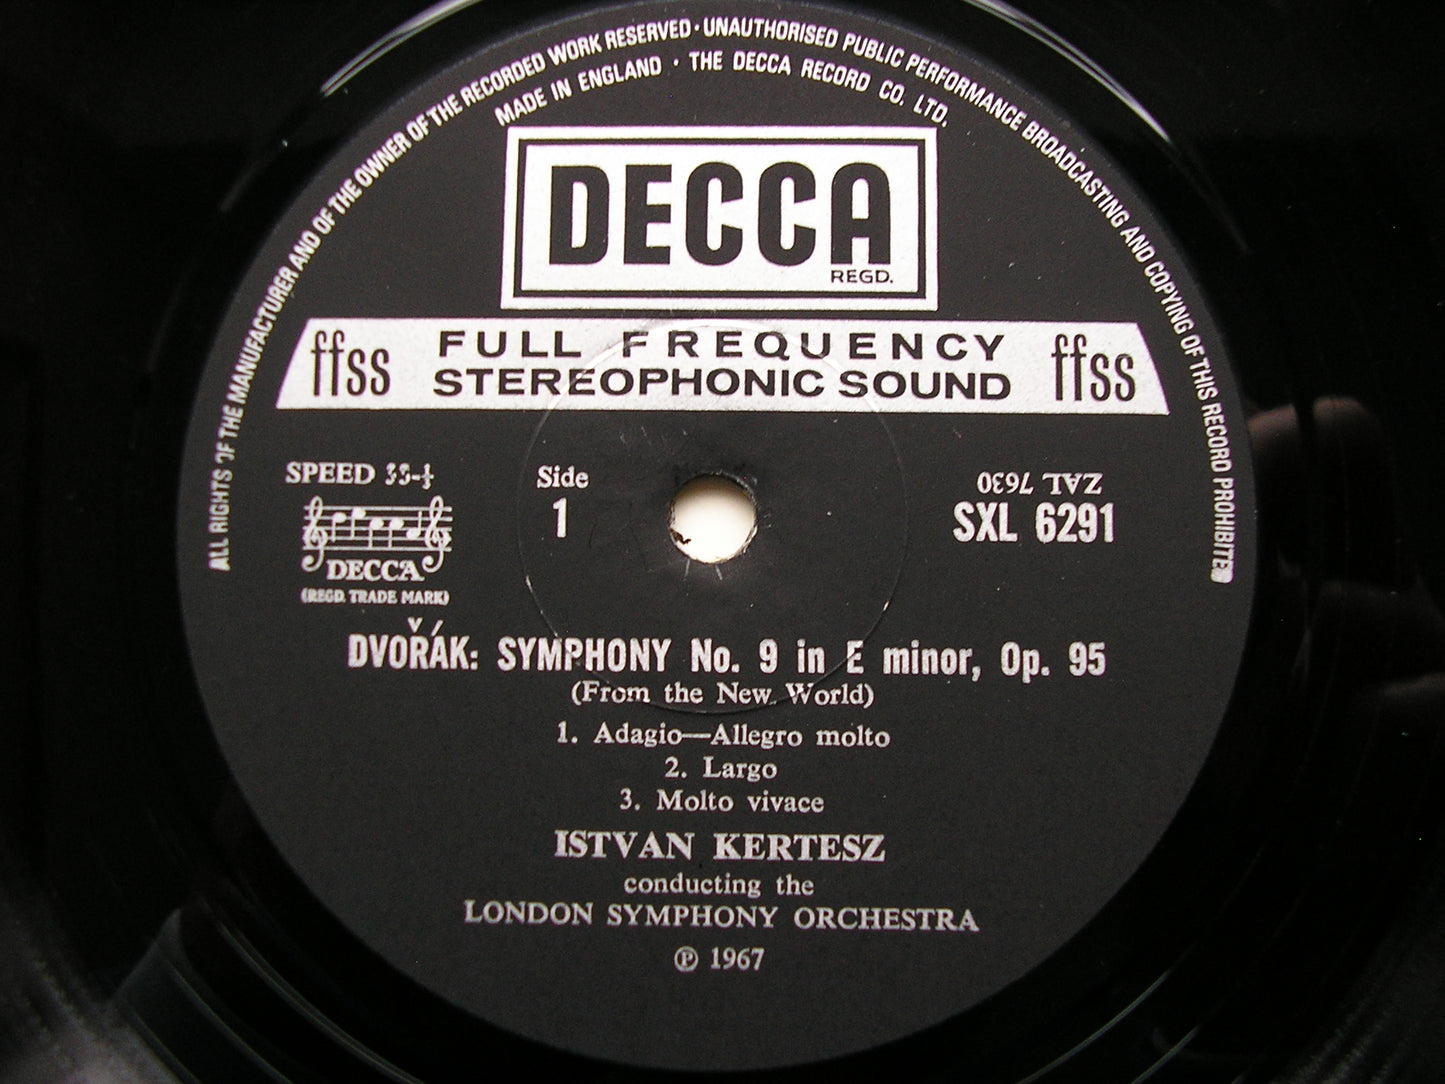 ALL RIGHTS OF THE MANUFACTURER AND OF THE OWNER OF THE RECORDED WORK RESERVED · UNAUTHORISED PUBLIC PERFORMANCE BROADCASTING AND COPYING OF THIS RECORD PROHIBITED
MADE IN ENGLAND · THE DECCA RECORD CO. LTD.
DECCA
REGD.
ffss FULL FREQUENCY STEREOPHONIC SOUND ffss
SPEED 33-⅓
Side
1
ZAL 7630
SXL 6291
DECCA
(REGD. TRADE MARK)
DVOŘÁK: SYMPHONY No. 9 in E minor, Op. 95
(From the New World)
1. Adagio—Allegro molto
2. Largo
3. Molto vivace
ISTVAN KERTESZ
conducting the
LONDON SYMPHONY ORCHESTRA
℗ 1967